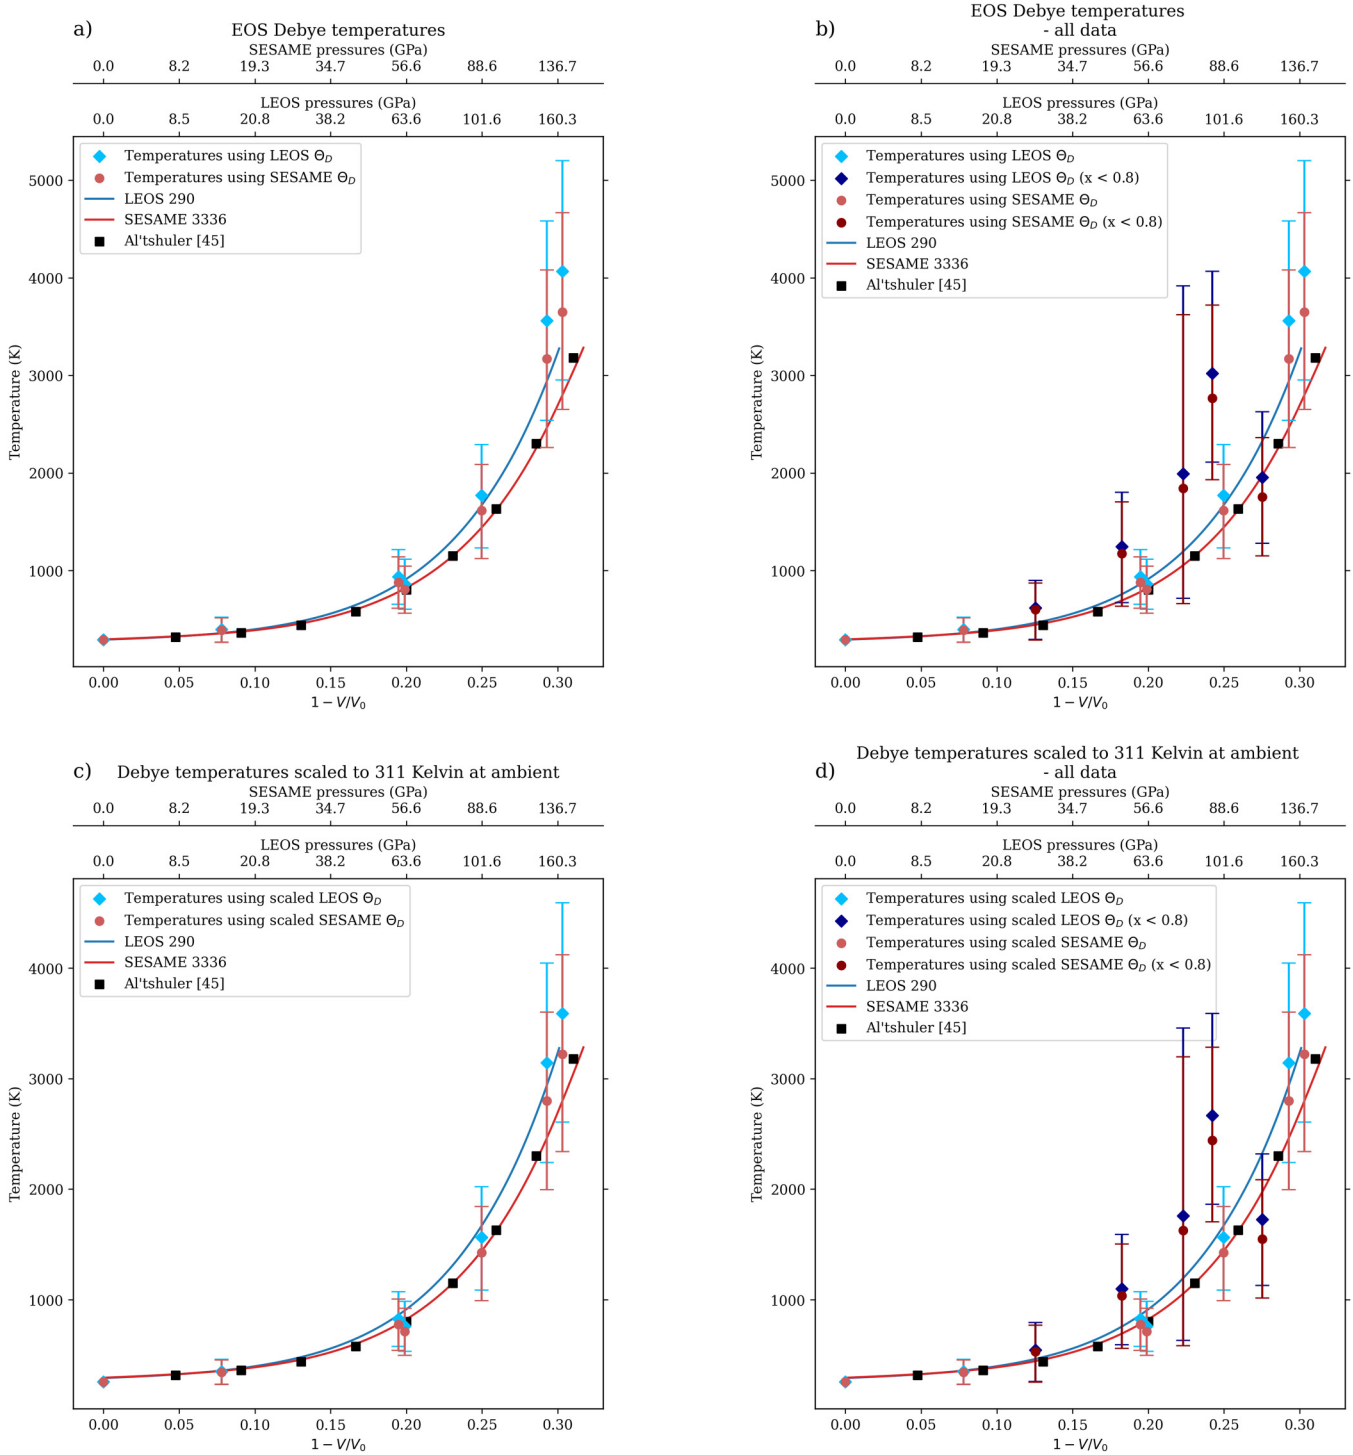 a)
EOS Debye temperatures
SESAME pressures (GPa)
0.0 8.2 19.3 34.7 56.6 88.6 136.7
LEOS pressures (GPa)
0.0 8.5 20.8 38.2 63.6 101.6 160.3
Temperatures using LEOS Θ_D
Temperatures using SESAME Θ_D
LEOS 290
SESAME 3336
Al'tshuler [45]
Temperature (K)
5000
4000
3000
2000
1000
0.00 0.05 0.10 0.15 0.20 0.25 0.30
1 − V/V₀
b)
EOS Debye temperatures
- all data
SESAME pressures (GPa)
0.0 8.2 19.3 34.7 56.6 88.6 136.7
LEOS pressures (GPa)
0.0 8.5 20.8 38.2 63.6 101.6 160.3
Temperatures using LEOS Θ_D
Temperatures using LEOS Θ_D (x < 0.8)
Temperatures using SESAME Θ_D
Temperatures using SESAME Θ_D (x < 0.8)
LEOS 290
SESAME 3336
Al'tshuler [45]
Temperature (K)
5000
4000
3000
2000
1000
0.00 0.05 0.10 0.15 0.20 0.25 0.30
1 − V/V₀
c)
Debye temperatures scaled to 311 Kelvin at ambient
SESAME pressures (GPa)
0.0 8.2 19.3 34.7 56.6 88.6 136.7
LEOS pressures (GPa)
0.0 8.5 20.8 38.2 63.6 101.6 160.3
Temperatures using scaled LEOS Θ_D
Temperatures using scaled SESAME Θ_D
LEOS 290
SESAME 3336
Al'tshuler [45]
Temperature (K)
4000
3000
2000
1000
0.00 0.05 0.10 0.15 0.20 0.25 0.30
1 − V/V₀
d)
Debye temperatures scaled to 311 Kelvin at ambient
- all data
SESAME pressures (GPa)
0.0 8.2 19.3 34.7 56.6 88.6 136.7
LEOS pressures (GPa)
0.0 8.5 20.8 38.2 63.6 101.6 160.3
Temperatures using scaled LEOS Θ_D
Temperatures using scaled LEOS Θ_D (x < 0.8)
Temperatures using scaled SESAME Θ_D
Temperatures using scaled SESAME Θ_D (x < 0.8)
LEOS 290
SESAME 3336
Al'tshuler [45]
Temperature (K)
4000
3000
2000
1000
0.00 0.05 0.10 0.15 0.20 0.25 0.30
1 − V/V₀